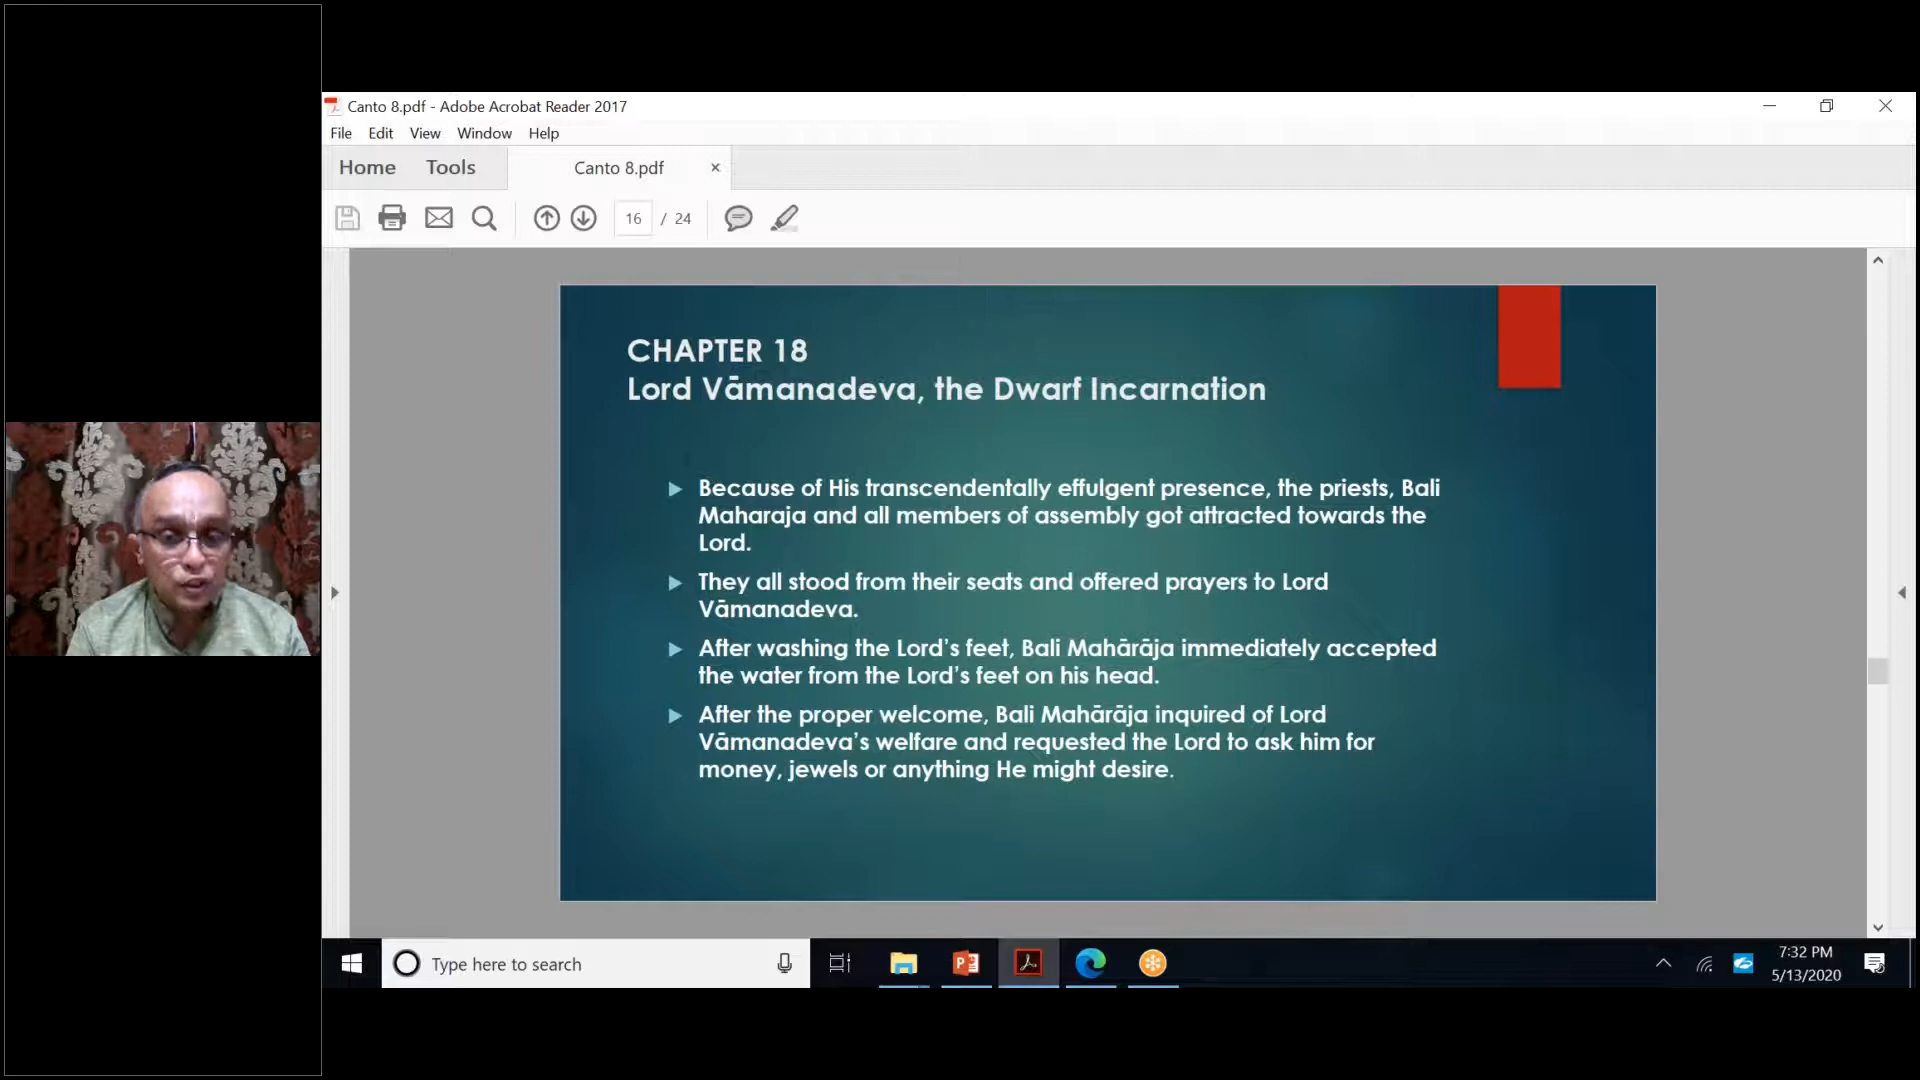 Canto 8.pdf - Adobe Acrobat Reader 2017
File Edit View Window Help
Home Tools Canto 8.pdf ×
16 / 24
CHAPTER 18
Lord Vāmanadeva, the Dwarf Incarnation
Because of His transcendentally effulgent presence, the priests, Bali
Maharaja and all members of assembly got attracted towards the
Lord.
They all stood from their seats and offered prayers to Lord
Vāmanadeva.
After washing the Lord's feet, Bali Mahārāja immediately accepted
the water from the Lord's feet on his head.
After the proper welcome, Bali Mahārāja inquired of Lord
Vāmanadeva's welfare and requested the Lord to ask him for
money, jewels or anything He might desire.
Type here to search
7:32 PM
5/13/2020